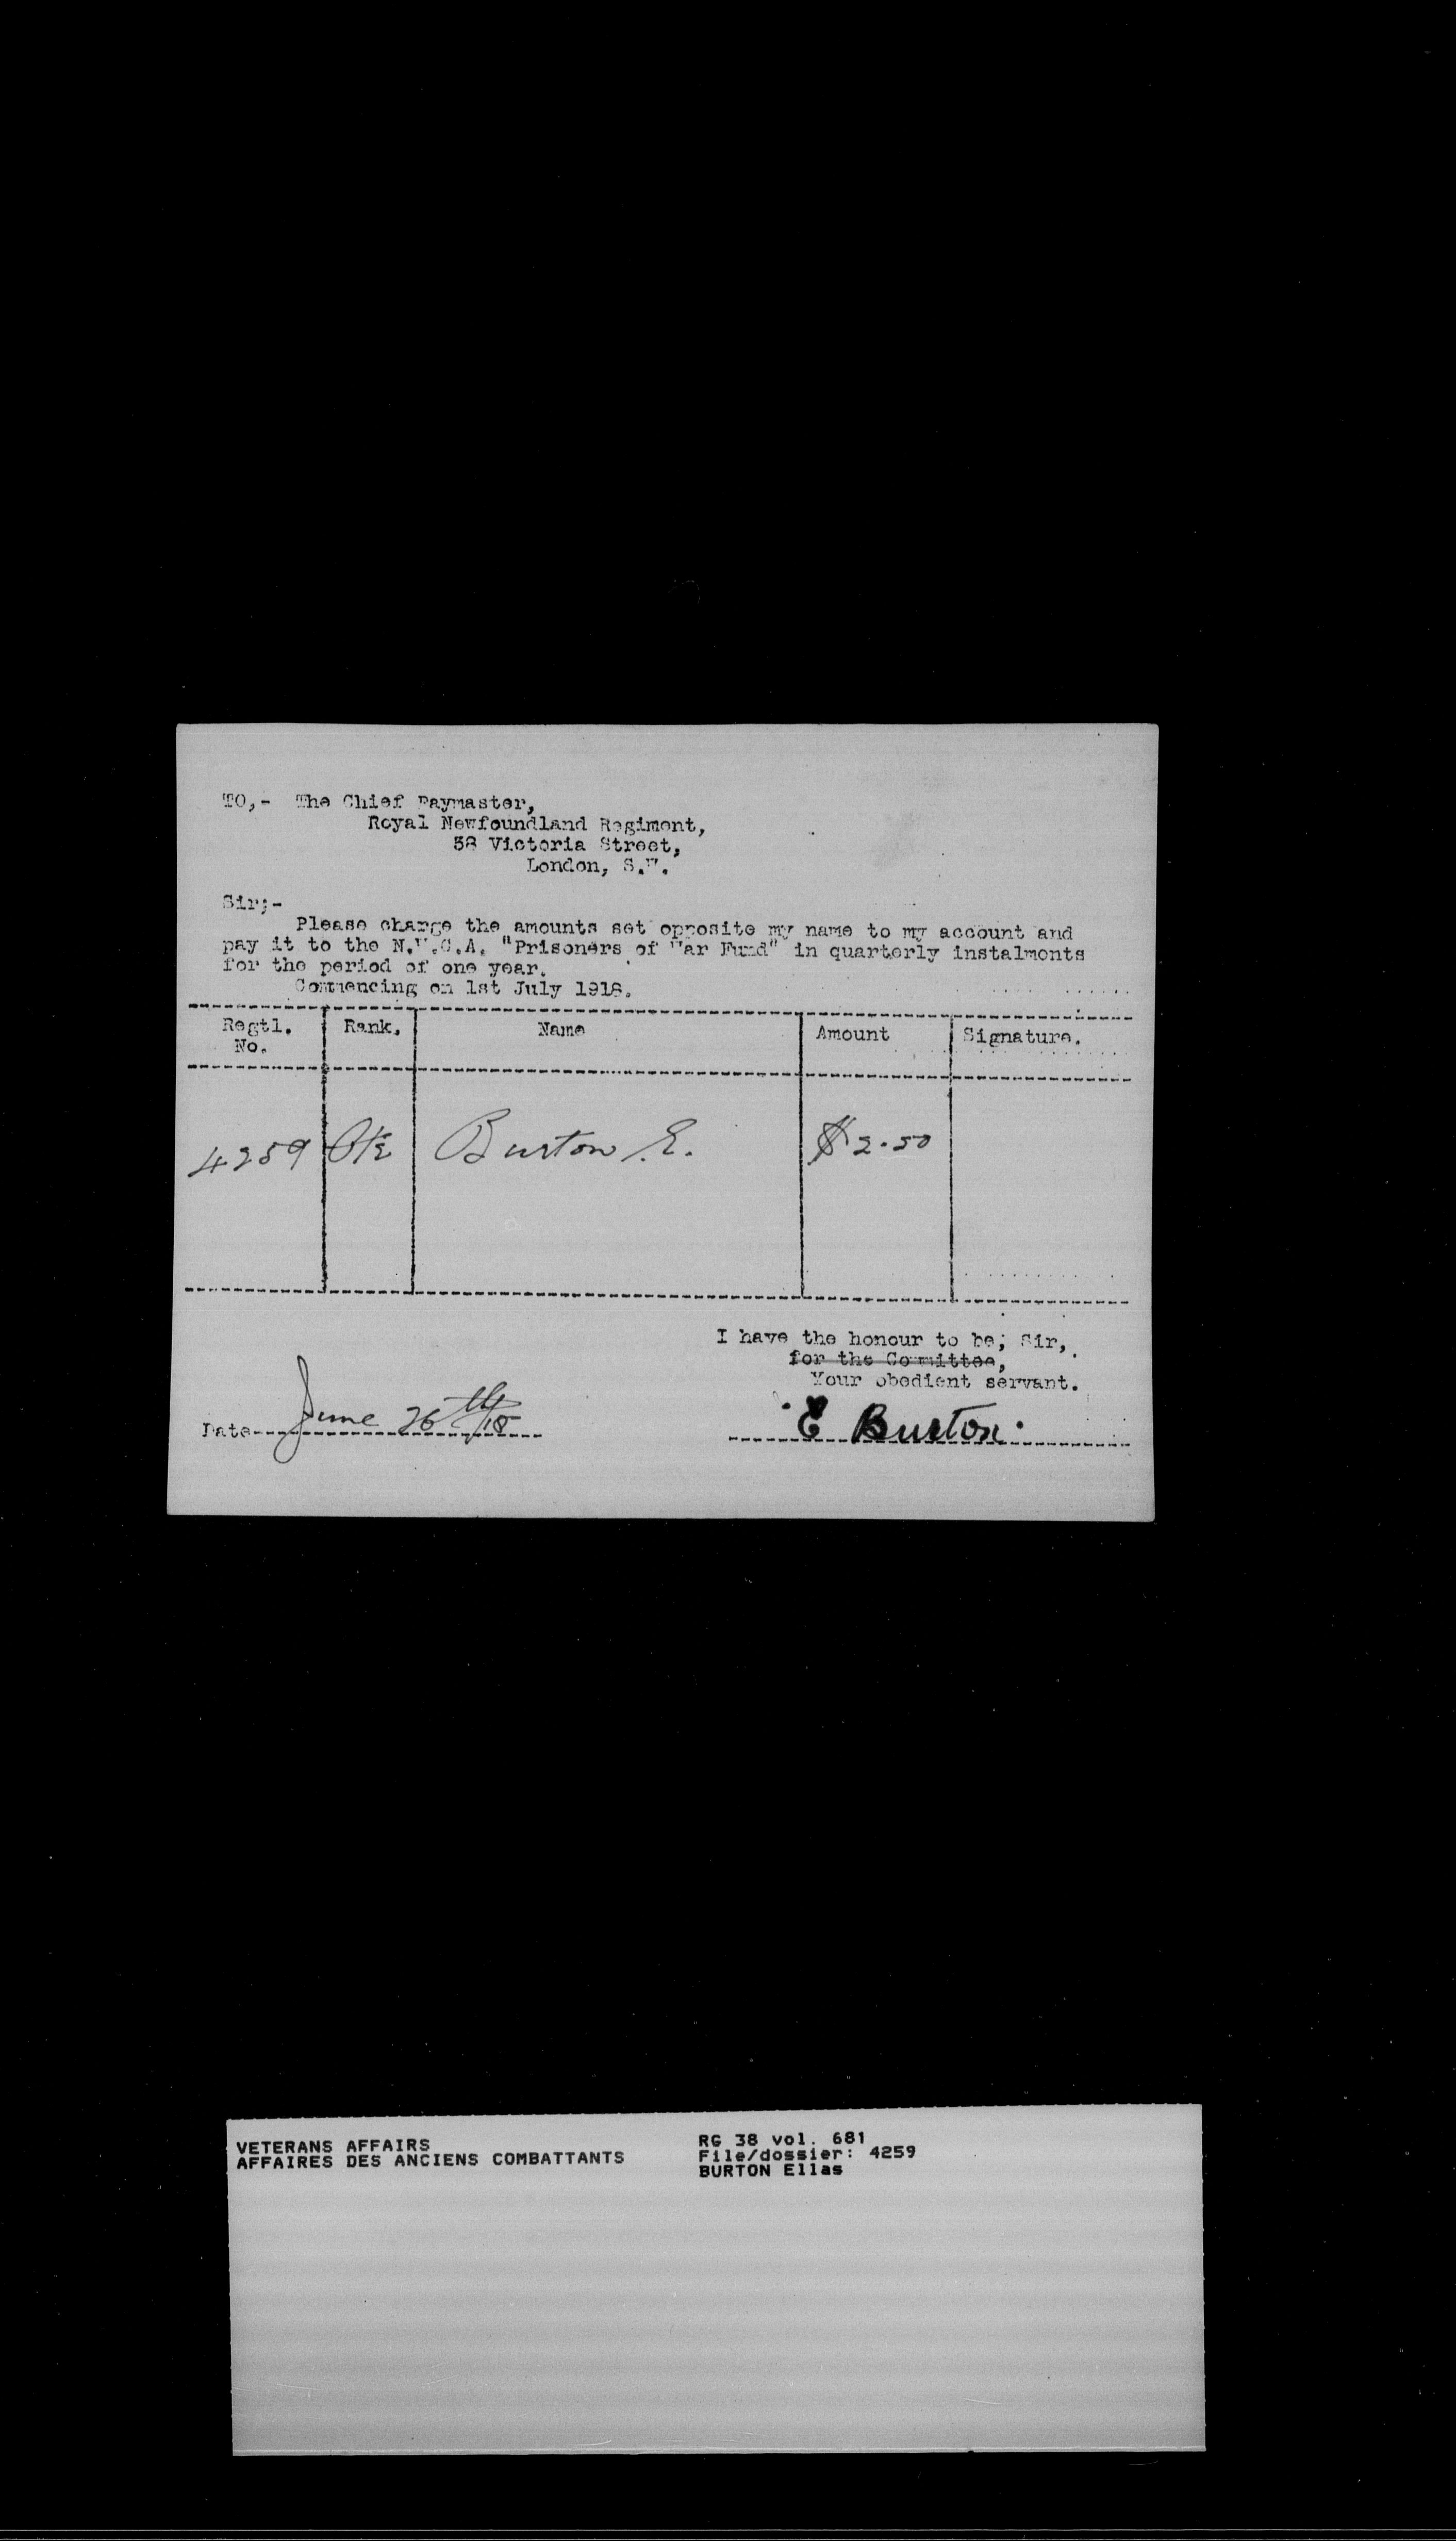 TO,- The Chief Paymaster,
Royal Newfoundland Regiment,
58 Victoria Street,
London, S.W.
Sir;-
Please charge the amounts set opposite my name to my account and
pay it to the N.W.C.A. "Prisoners of War Fund" in quarterly instalments
for the period of one year.
Commencing on 1st July 1918.
Regtl. No. Rank. Name Amount Signature.
4259 Pte Burton E. $2.50
I have the honour to be; Sir,
for the Committee,
Your obedient servant.
Date June 26th/18
E Burton
VETERANS AFFAIRS
AFFAIRES DES ANCIENS COMBATTANTS
RG 38 vol. 681
File/dossier: 4259
BURTON Elias